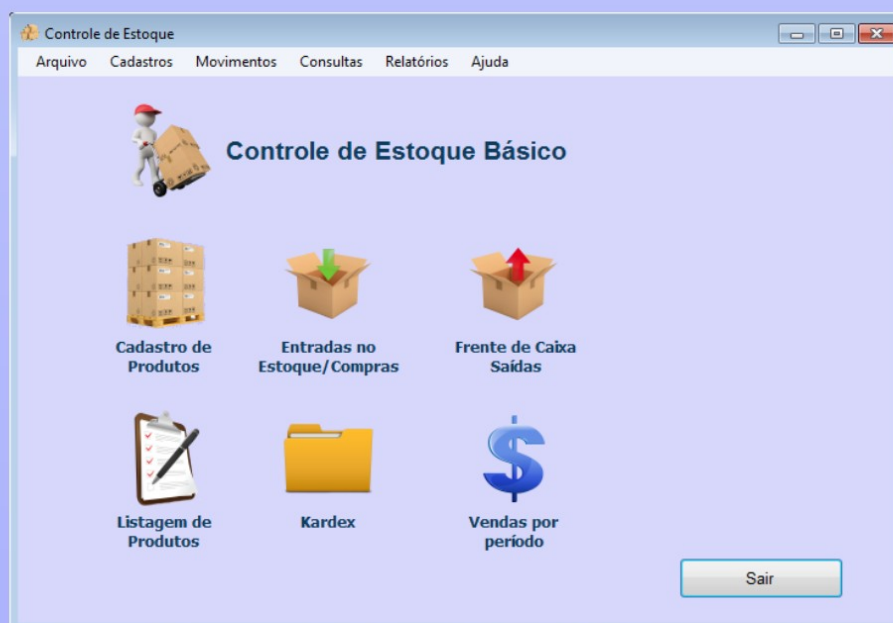 Controle de Estoque
Arquivo Cadastros Movimentos Consultas Relatórios Ajuda
Controle de Estoque Básico
Cadastro de
Produtos
Entradas no
Estoque/Compras
Frente de Caixa
Saídas
Listagem de
Produtos
Kardex
Vendas por
período
Sair